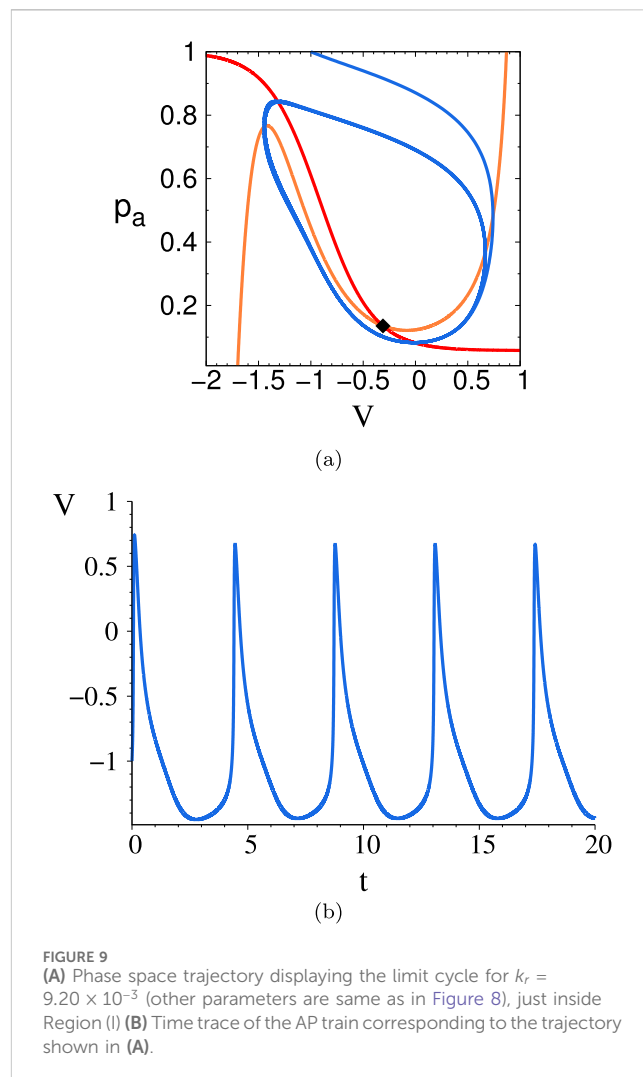 1
0.8
0.6
0.4
0.2
pₐ
−2 −1.5 −1 −0.5 0 0.5 1
V
(a)
V
1
0.5
0
−0.5
−1
0 5 10 15 20
t
(b)
FIGURE 9
(A) Phase space trajectory displaying the limit cycle for kᵣ =
9.20 × 10⁻³ (other parameters are same as in Figure 8), just inside
Region (I) (B) Time trace of the AP train corresponding to the trajectory
shown in (A).